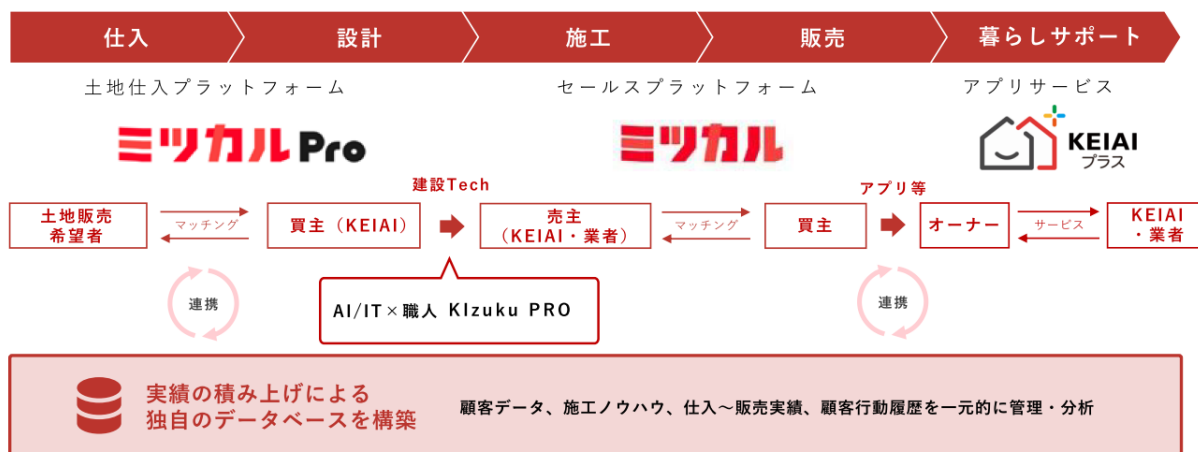 仕入
設計
施工
販売
暮らしサポート
土地仕入プラットフォーム
セールスプラットフォーム
アプリサービス
ミツカル Pro
ミツカル
KEIAI
プラス
建設Tech
アプリ等
土地販売
希望者
マッチング
買主（KEIAI）
売主
（KEIAI・業者）
マッチング
買主
オーナー
サービス
KEIAI
・業者
連携
AI/IT×職人 KIzuku PRO
連携
実績の積み上げによる
独自のデータベースを構築
顧客データ、施工ノウハウ、仕入～販売実績、顧客行動履歴を一元的に管理・分析